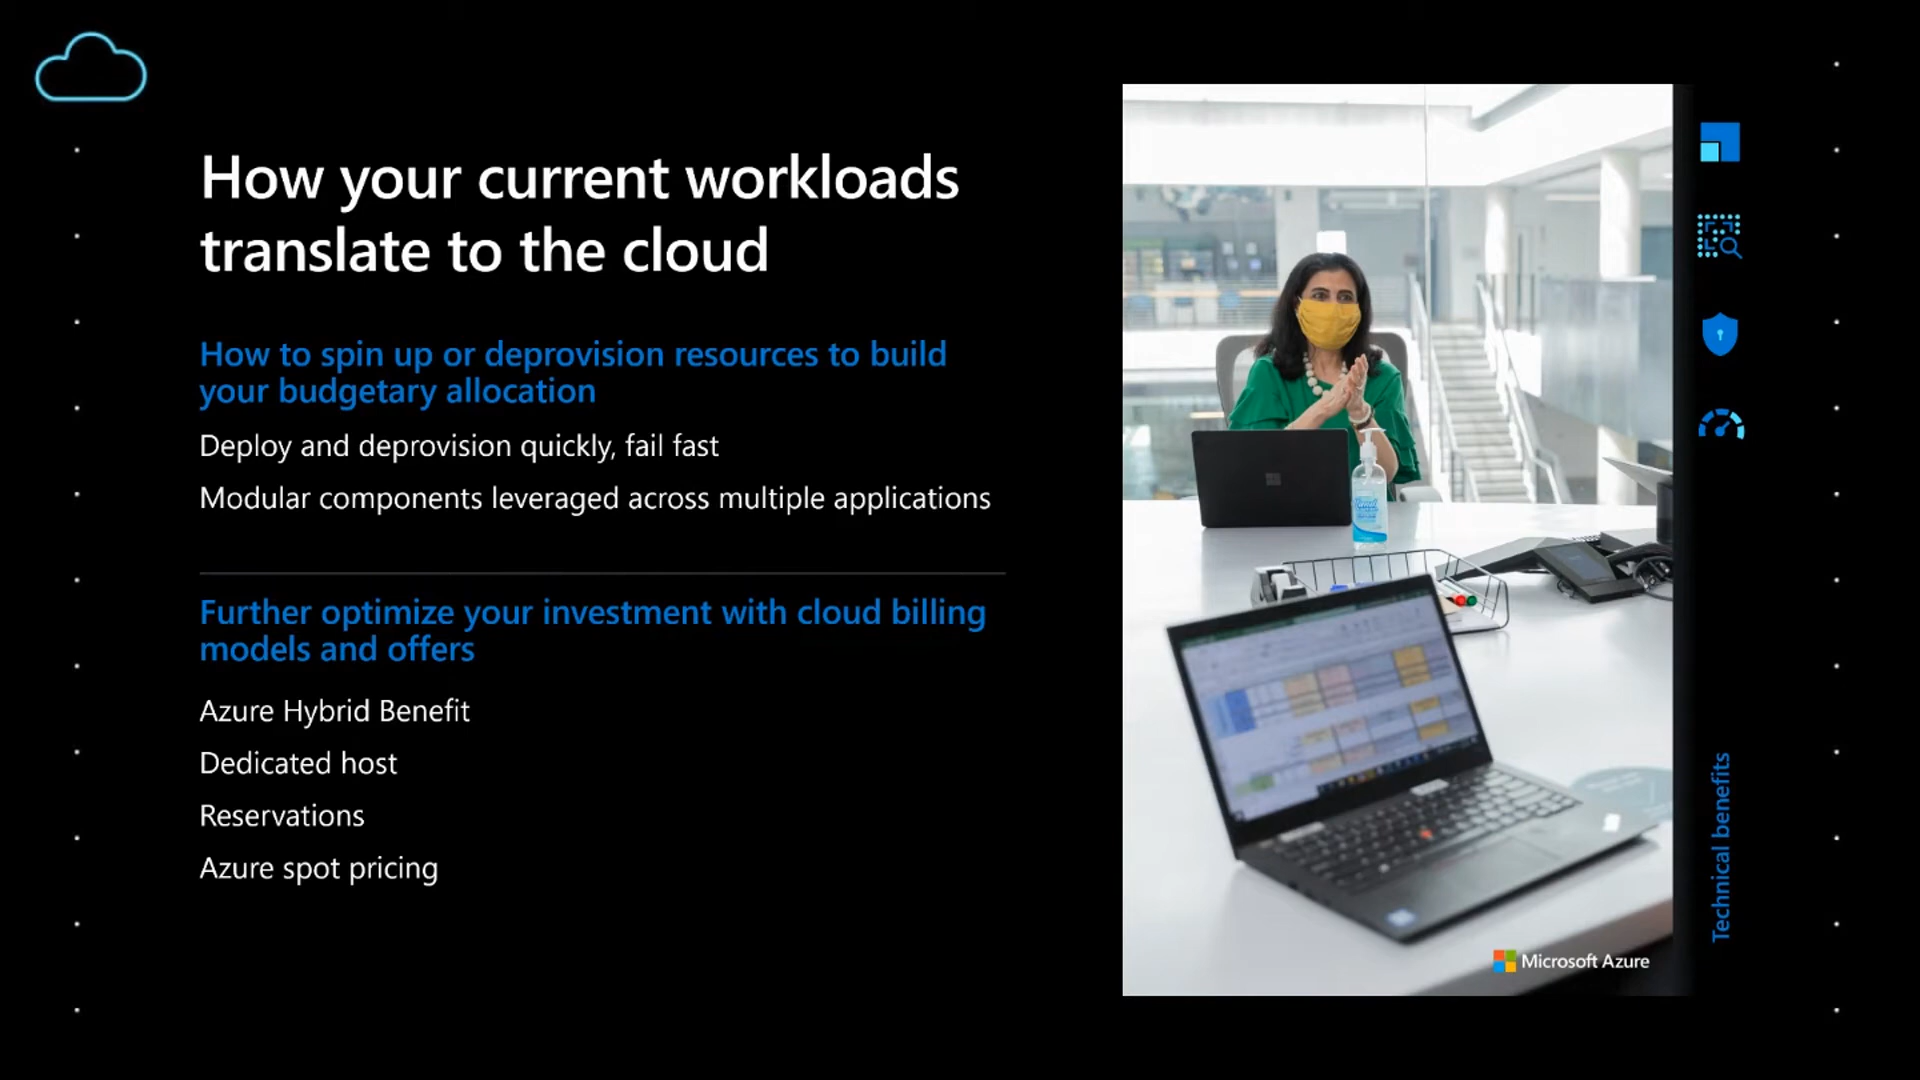 How your current workloads
translate to the cloud
How to spin up or deprovision resources to build
your budgetary allocation
Deploy and deprovision quickly, fail fast
Modular components leveraged across multiple applications
Further optimize your investment with cloud billing
models and offers
Azure Hybrid Benefit
Dedicated host
Reservations
Azure spot pricing
Microsoft Azure
Technical benefits